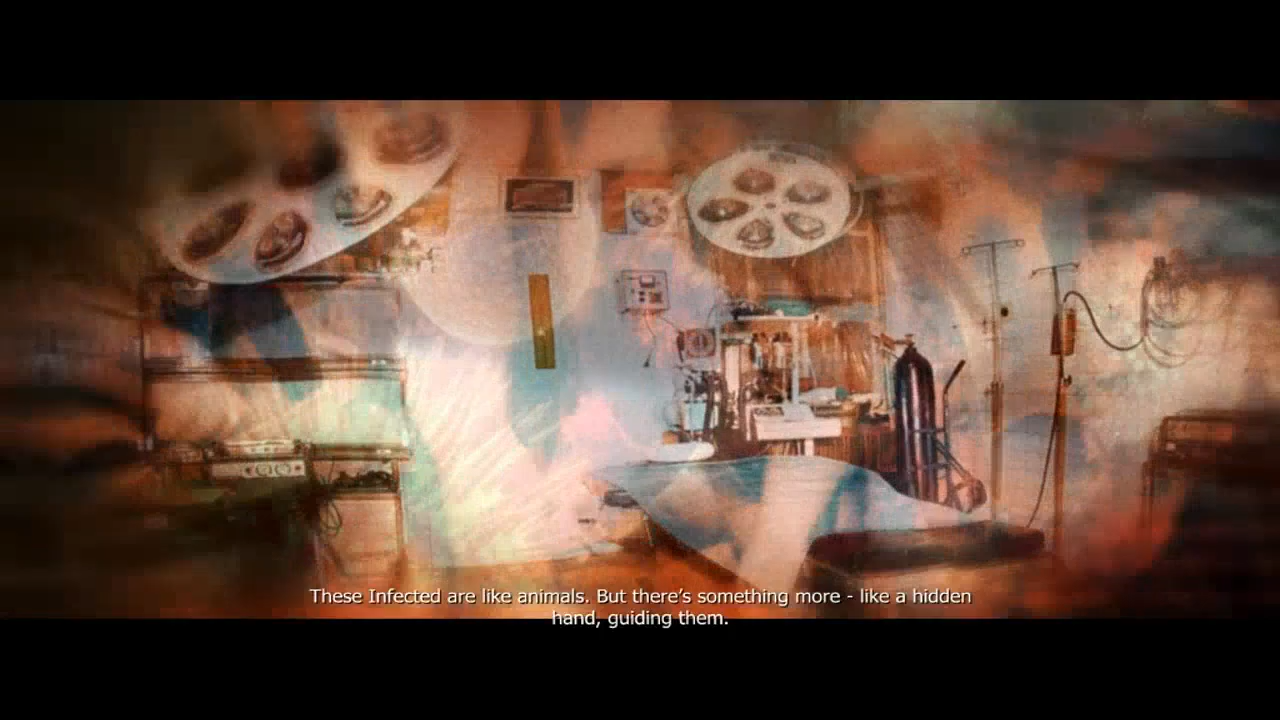 These Infected are like animals. But there's something more - like a hidden
hand, guiding them.